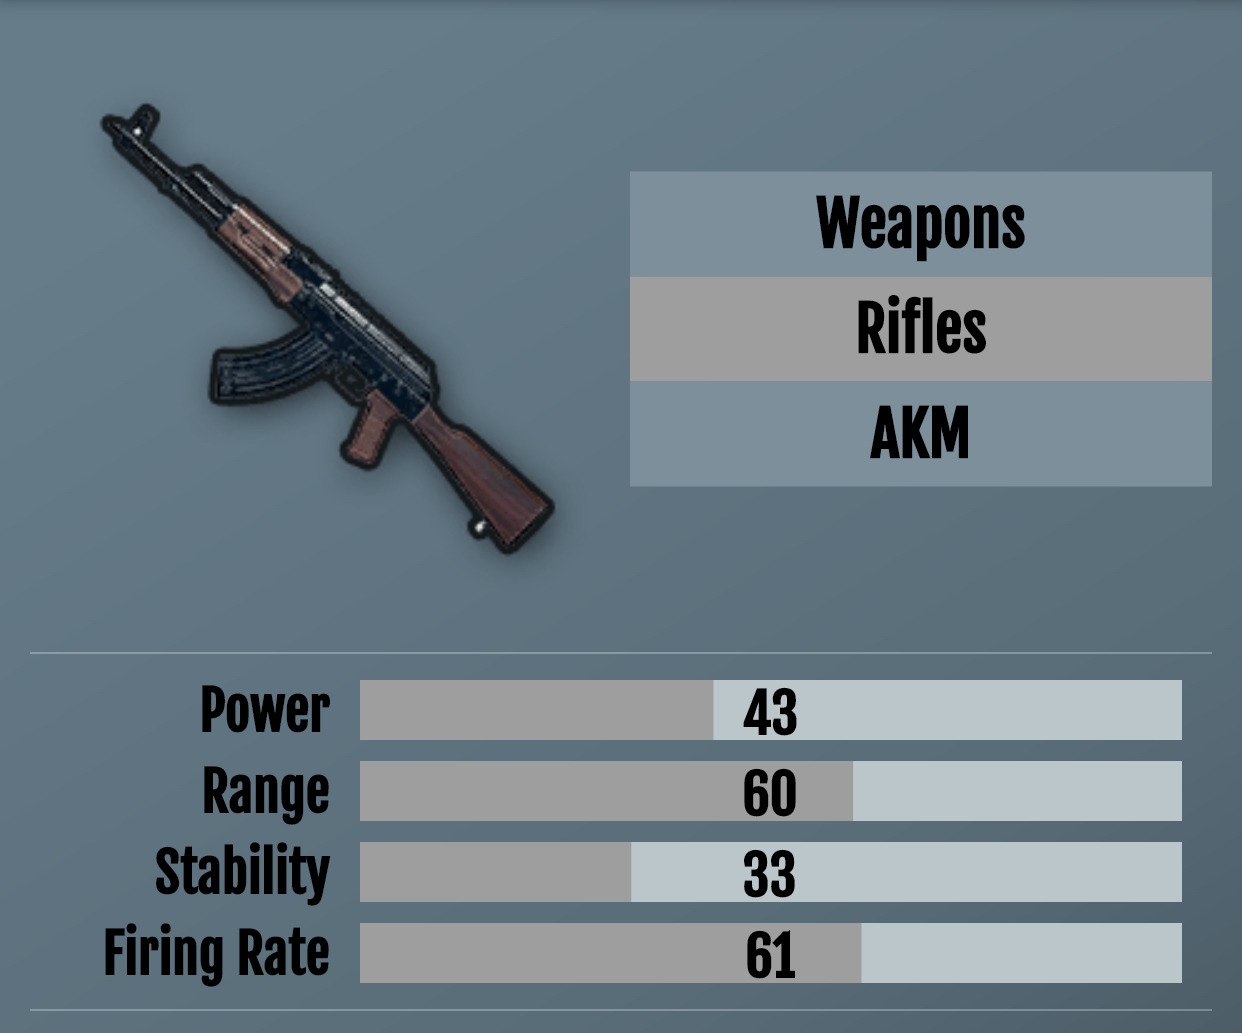 Weapons
Rifles
AKM
Power 43
Range 60
Stability 33
Firing Rate 61